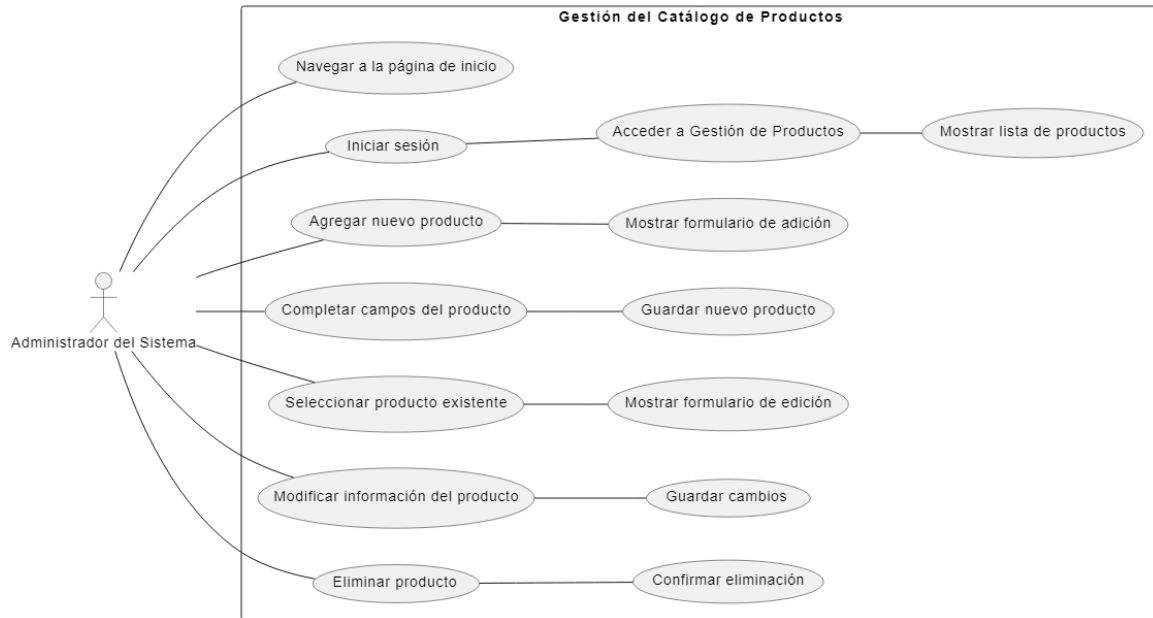 Gestión del Catálogo de Productos
Navegar a la página de inicio
Iniciar sesión
Acceder a Gestión de Productos
Mostrar lista de productos
Agregar nuevo producto
Mostrar formulario de adición
Completar campos del producto
Guardar nuevo producto
Administrador del Sistema
Seleccionar producto existente
Mostrar formulario de edición
Modificar información del producto
Guardar cambios
Eliminar producto
Confirmar eliminación